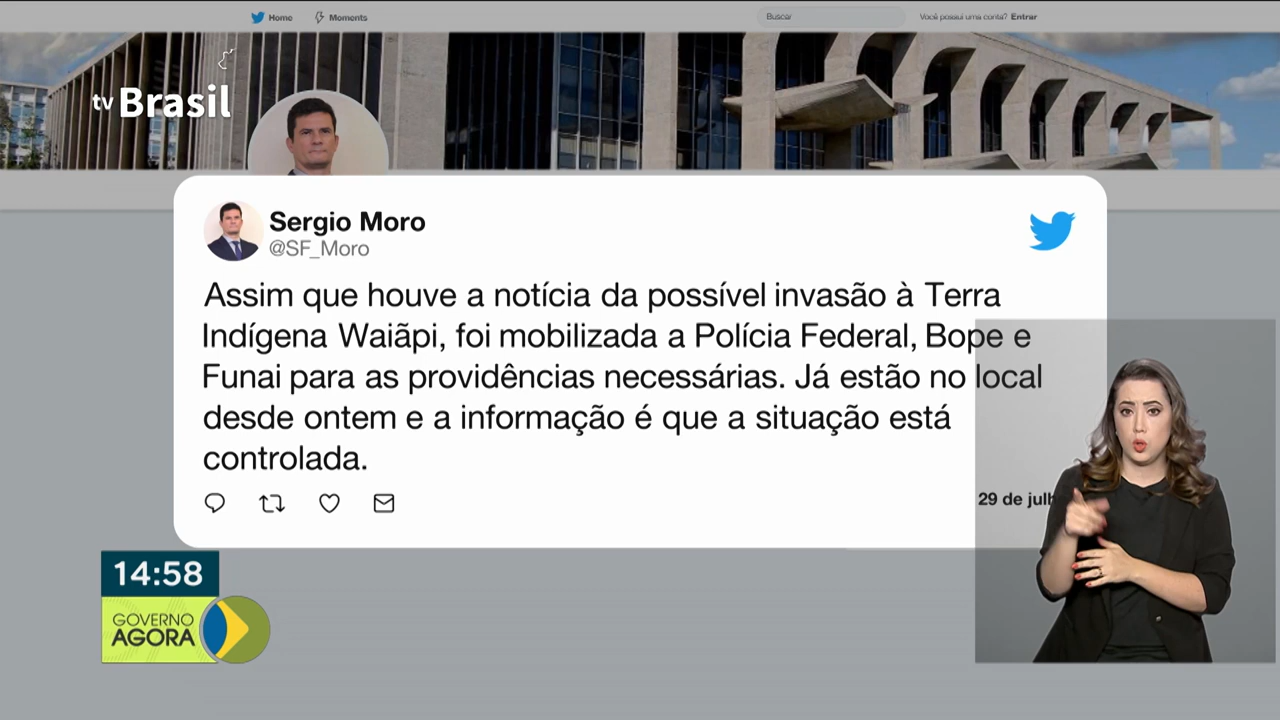 Home
Moments
Buscar
Você possui uma conta? Entrar
tv Brasil
Sergio Moro
@SF_Moro
Assim que houve a notícia da possível invasão à Terra
Indígena Waiãpi, foi mobilizada a Polícia Federal, Bope e
Funai para as providências necessárias. Já estão no local
desde ontem e a informação é que a situação está
controlada.
29 de julh
14:58
GOVERNO
AGORA